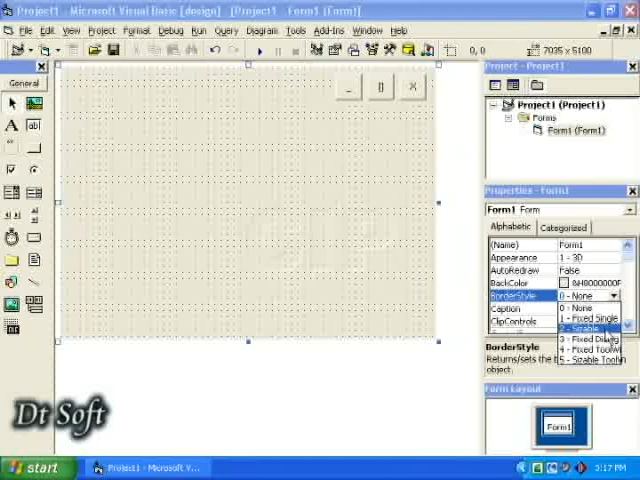 Project1 - Microsoft Visual Basic [design] - [Project1 - Form1 (Form)]
File Edit View Project Format Debug Run Query Diagram Tools Add-Ins Window Help
0, 0 7035 x 5100
General
A ab|
_ [] X
Project - Project1
Project1 (Project1)
Forms
Form1 (Form1)
Properties - Form1
Form1 Form
Alphabetic Categorized
(Name) Form1
Appearance 1 - 3D
AutoRedraw False
BackColor &H8000000F
BorderStyle 0 - None
Caption
ClipControls
0 - None
1 - Fixed Single
2 - Sizable
3 - Fixed Dialog
4 - Fixed ToolWi
5 - Sizable ToolW
BorderStyle
Returns/sets the b
object.
Form Layout
Form1
Dt Soft
start Project1 - Microsoft V... 3:17 PM